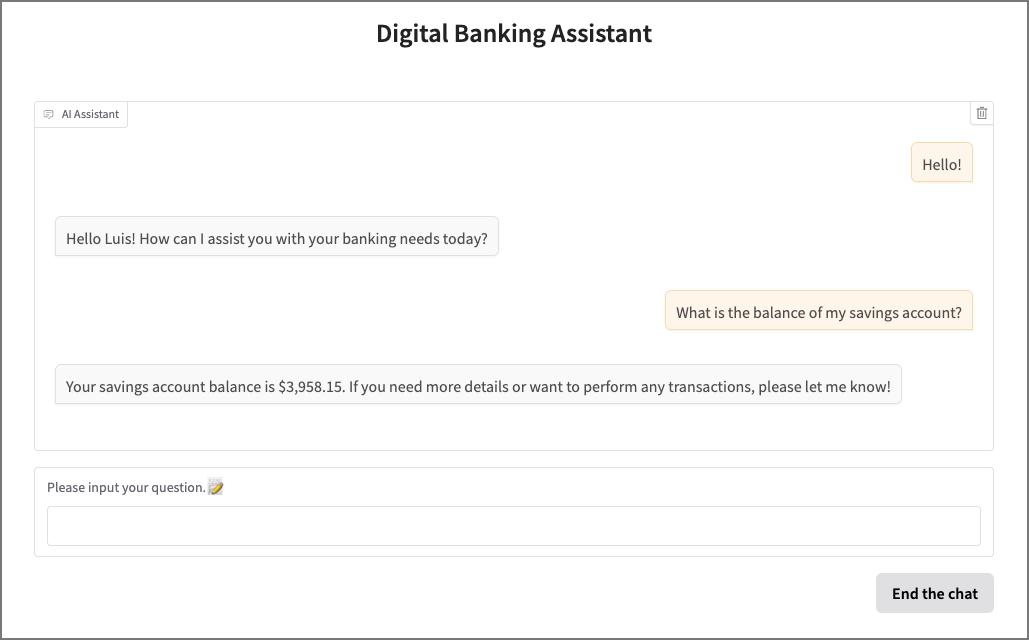 Digital Banking Assistant
AI Assistant
Hello!
Hello Luis! How can I assist you with your banking needs today?
What is the balance of my savings account?
Your savings account balance is $3,958.15. If you need more details or want to perform any transactions, please let me know!
Please input your question.📝
End the chat